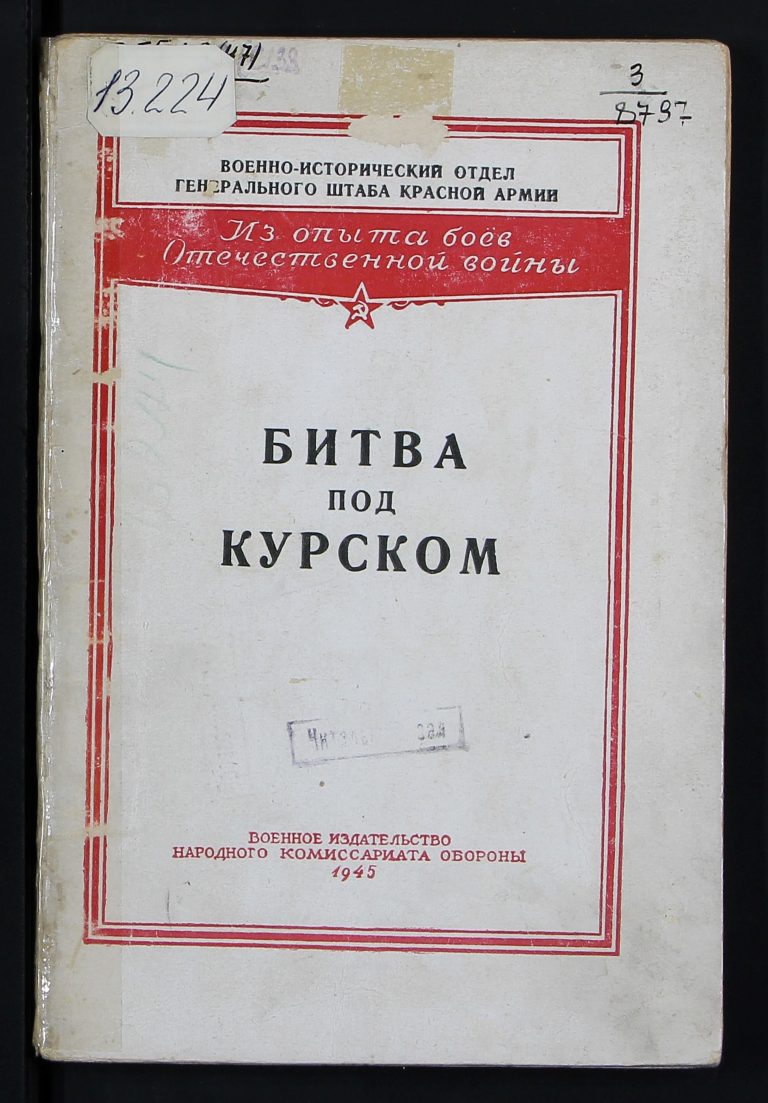 13.224
3
8797
ВОЕННО-ИСТОРИЧЕСКИЙ ОТДЕЛ
ГЕНЕРАЛЬНОГО ШТАБА КРАСНОЙ АРМИИ
Из опыта боёв
Отечественной войны
БИТВА
ПОД
КУРСКОМ
ВОЕННОЕ ИЗДАТЕЛЬСТВО
НАРОДНОГО КОМИССАРИАТА ОБОРОНЫ
1945